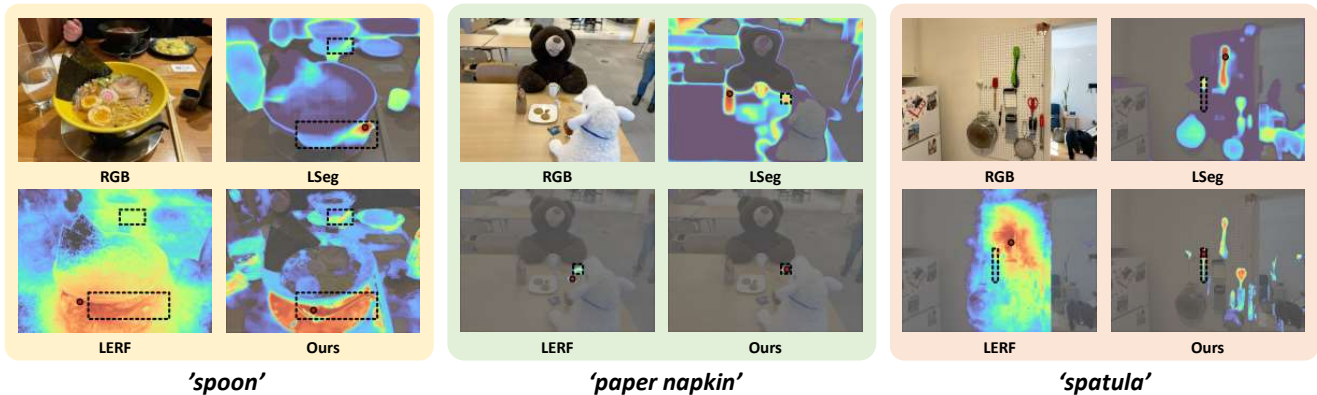 RGB
LSeg
LERF
Ours
’spoon’
RGB
LSeg
LERF
Ours
‘paper napkin’
RGB
LSeg
LERF
Ours
‘spatula’